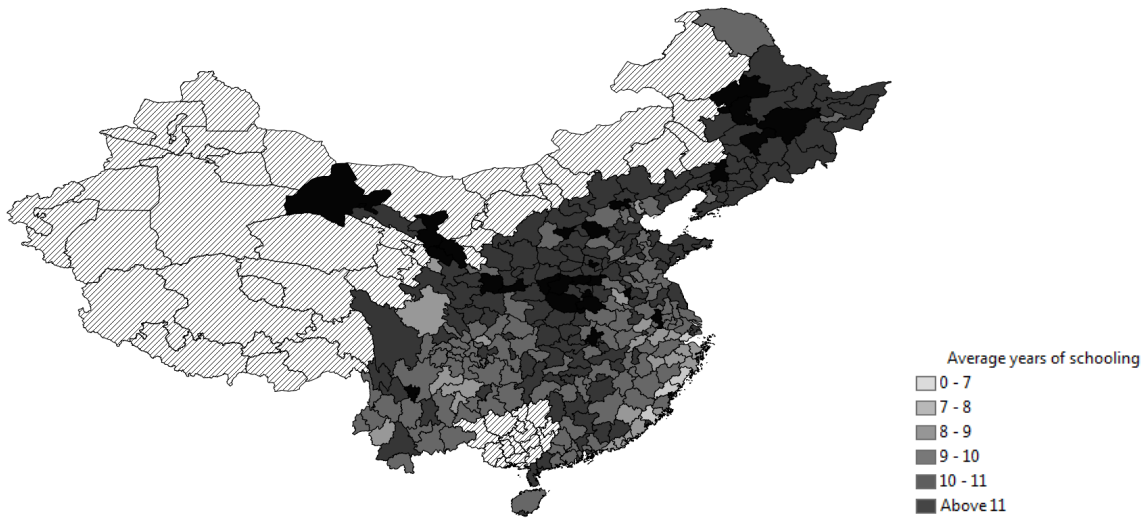 Average years of schooling
0 - 7
7 - 8
8 - 9
9 - 10
10 - 11
Above 11